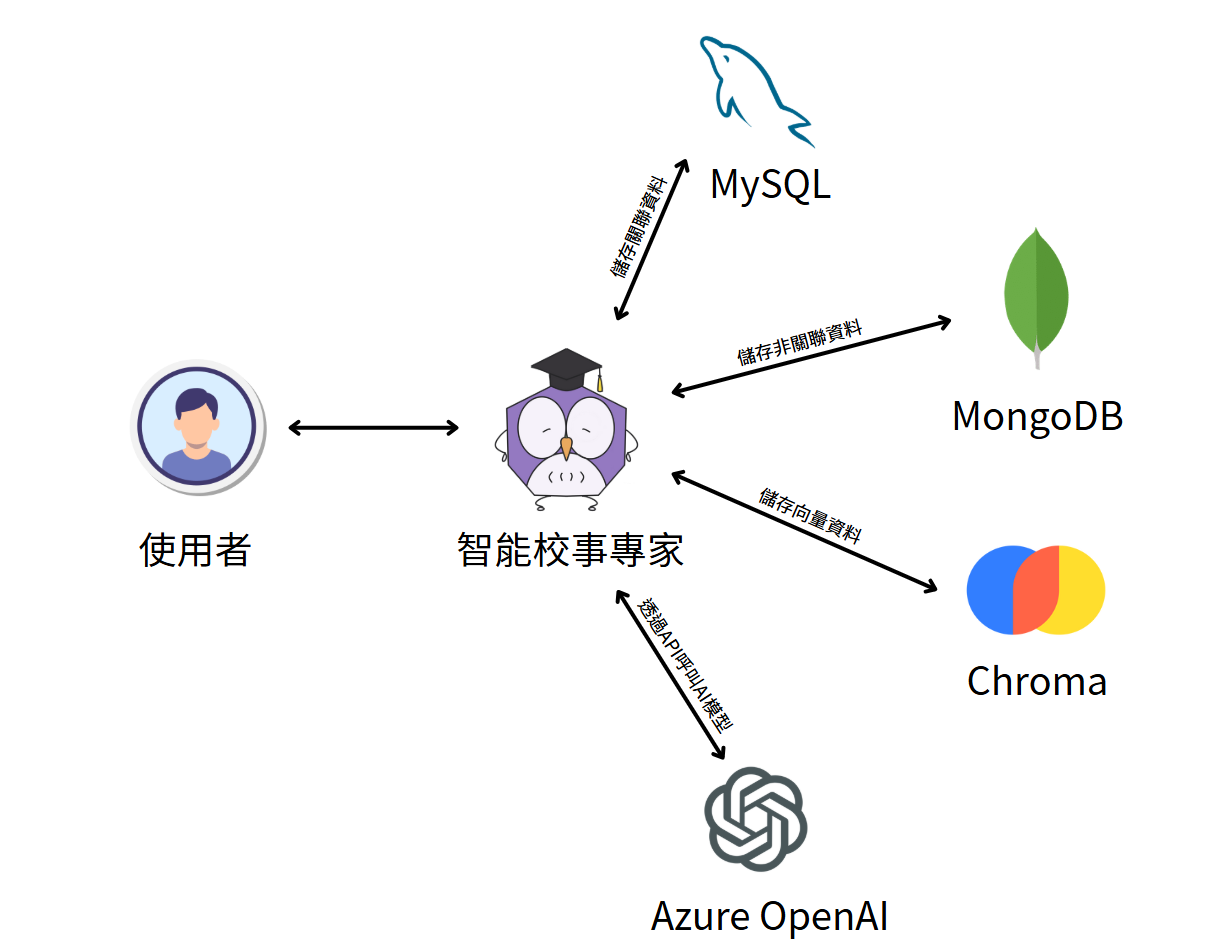 MySQL
儲存關聯資料
儲存非關聯資料
MongoDB
使用者
智能校事專家
儲存向量資料
Chroma
透過API呼叫AI模型
Azure OpenAI